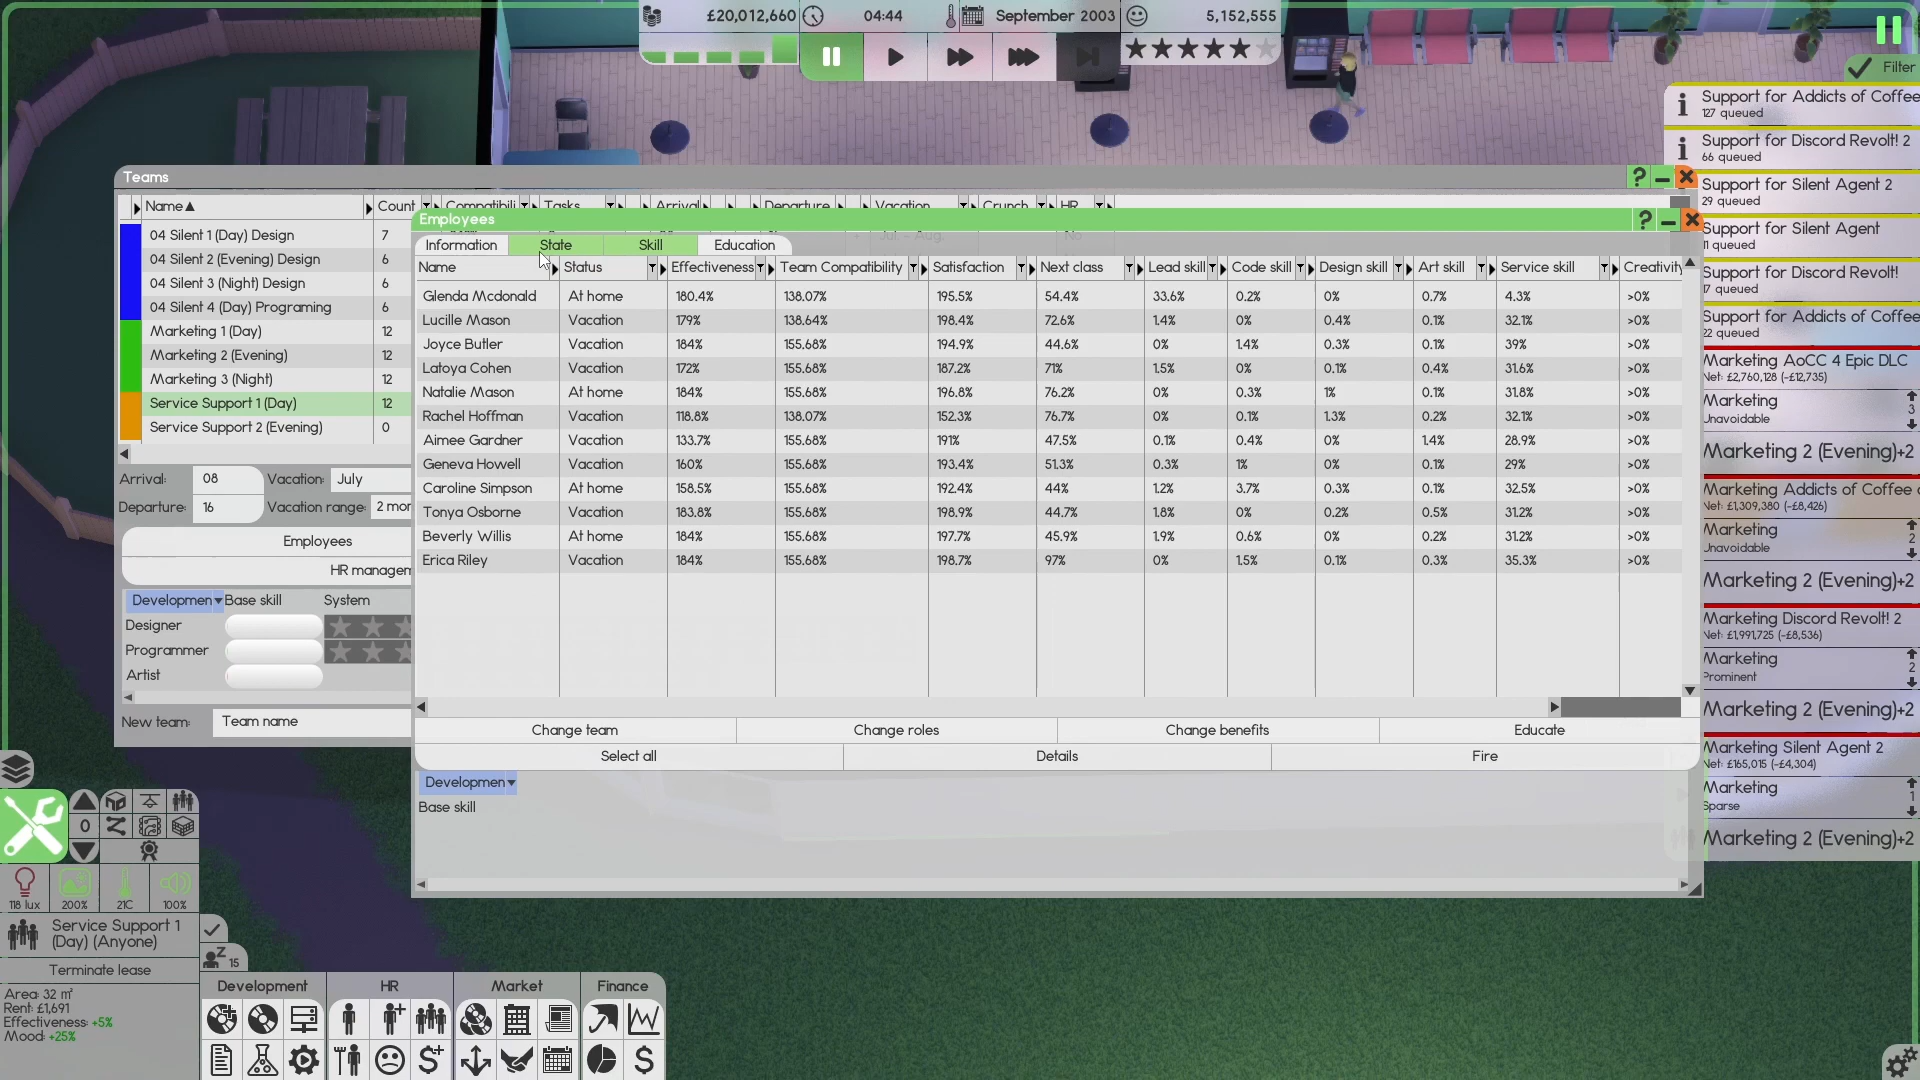 £20,012,660 04:44 September 2003 5,152,555
Filter
Support for Addicts of Coffee
127 queued
Support for Discord Revolt! 2
66 queued
Support for Silent Agent 2
29 queued
Support for Silent Agent
11 queued
Support for Discord Revolt!
17 queued
Support for Addicts of Coffee
22 queued
Marketing AoCC 4 Epic DLC
Net: £2,760,128 (-£12,735)
Marketing
Unavoidable
3
Marketing 2 (Evening)+2
Marketing Addicts of Coffee
Net: £1,309,380 (-£8,426)
Marketing
Unavoidable
2
Marketing 2 (Evening)+2
Marketing Discord Revolt! 2
Net: £1,991,725 (-£8,536)
Marketing
Prominent
2
Marketing 2 (Evening)+2
Marketing Silent Agent 2
Net: £165,015 (-£4,304)
Marketing
Sparse
1
Marketing 2 (Evening)+2
Teams ?
Name Count Compatibili Tasks Arrival Departure Vacation Crunch HR
04 Silent 1 (Day) Design 7
04 Silent 2 (Evening) Design 6
04 Silent 3 (Night) Design 6
04 Silent 4 (Day) Programing 6
Marketing 1 (Day) 12
Marketing 2 (Evening) 12
Marketing 3 (Night) 12
Service Support 1 (Day) 12
Service Support 2 (Evening) 0
Arrival: 08 Vacation: July
Departure: 16 Vacation range: 2 mor
Employees
HR managem
Developmen Base skill System
Designer
Programmer
Artist
New team: Team name
Employees ?
Information State Skill Education
Name Status Effectiveness Team Compatibility Satisfaction Next class Lead skill Code skill Design skill Art skill Service skill Creativity
Glenda Mcdonald At home 180.4% 138.07% 195.5% 54.4% 33.6% 0.2% 0% 0.7% 4.3% >0%
Lucille Mason Vacation 179% 138.64% 198.4% 72.6% 1.4% 0% 0.4% 0.1% 32.1% >0%
Joyce Butler Vacation 184% 155.68% 194.9% 44.6% 0% 1.4% 0.3% 0.1% 39% >0%
Latoya Cohen Vacation 172% 155.68% 187.2% 71% 1.5% 0% 0.1% 0.4% 31.6% >0%
Natalie Mason At home 184% 155.68% 196.8% 76.2% 0% 0.3% 1% 0.1% 31.8% >0%
Rachel Hoffman Vacation 118.8% 138.07% 152.3% 76.7% 0% 0.1% 1.3% 0.2% 32.1% >0%
Aimee Gardner Vacation 133.7% 155.68% 191% 47.5% 0.1% 0.4% 0% 1.4% 28.9% >0%
Geneva Howell Vacation 160% 155.68% 193.4% 51.3% 0.3% 1% 0% 0.1% 29% >0%
Caroline Simpson At home 158.5% 155.68% 192.4% 44% 1.2% 3.7% 0.3% 0.1% 32.5% >0%
Tonya Osborne Vacation 183.8% 155.68% 198.9% 44.7% 1.8% 0% 0.2% 0.5% 31.2% >0%
Beverly Willis At home 184% 155.68% 197.7% 45.9% 1.9% 0.6% 0% 0.2% 31.2% >0%
Erica Riley Vacation 184% 155.68% 198.7% 97% 0% 1.5% 0.1% 0.3% 35.3% >0%
Change team Change roles Change benefits Educate
Select all Details Fire
Developmen
Base skill
0
118 lux 200% 21C 100%
Service Support 1
(Day) (Anyone)
15
Terminate lease
Area: 32 m²
Rent: £1,691
Effectiveness: +5%
Mood: +25%
Development HR Market Finance